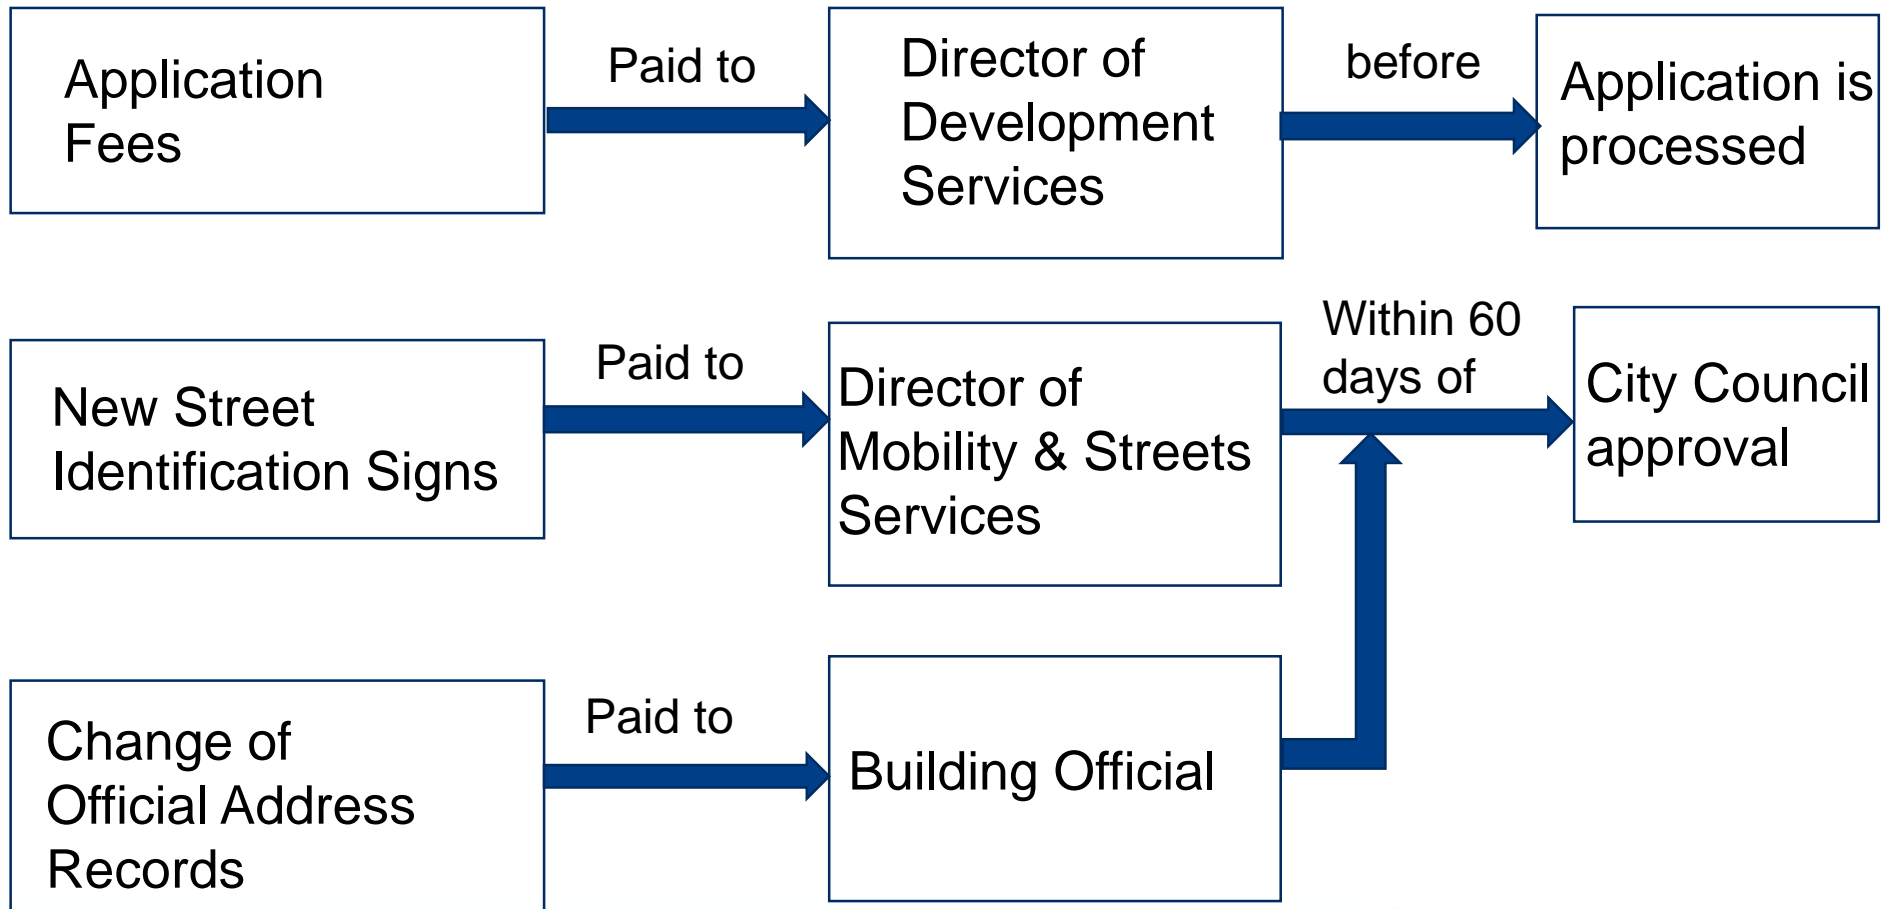 Application
Fees
Paid to
Director of
Development
Services
before
Application is
processed
New Street
Identification Signs
Paid to
Director of
Mobility & Streets
Services
Within 60
days of
City Council
approval
Change of
Official Address
Records
Paid to
Building Official